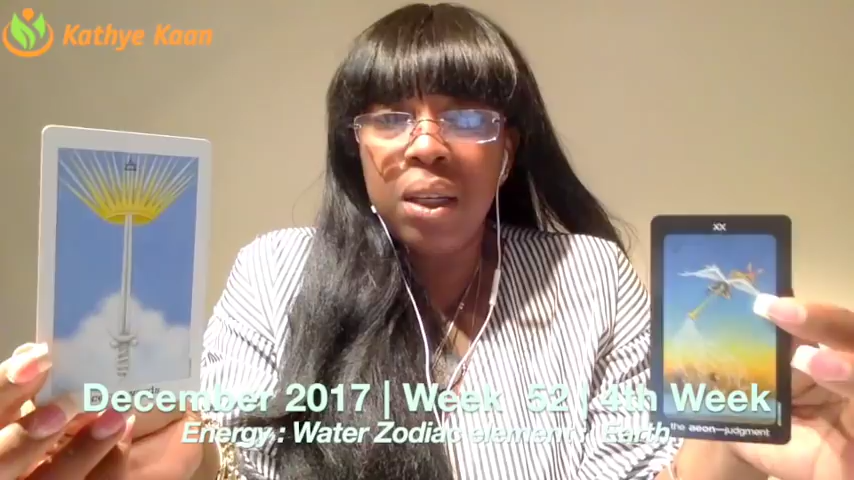 Kathye Kaan
XX
December 2017 | Week 52 | 4th Week
Energy : Water Zodiac element : Earth
the aeon—judgment